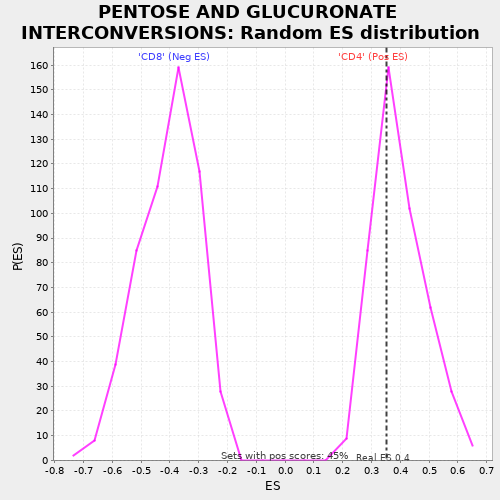 PENTOSE AND GLUCURONATE
INTERCONVERSIONS: Random ES distribution
'CD8' (Neg ES)
'CD4' (Pos ES)
160
150
140
130
120
110
100
90
80
70
60
50
40
30
20
10
0
P(ES)
Sets with pos scores: 45%
Real ES 0.4
-0.8 -0.7 -0.6 -0.5 -0.4 -0.3 -0.2 -0.1 0.0 0.1 0.2 0.3 0.4 0.5 0.6 0.7
ES